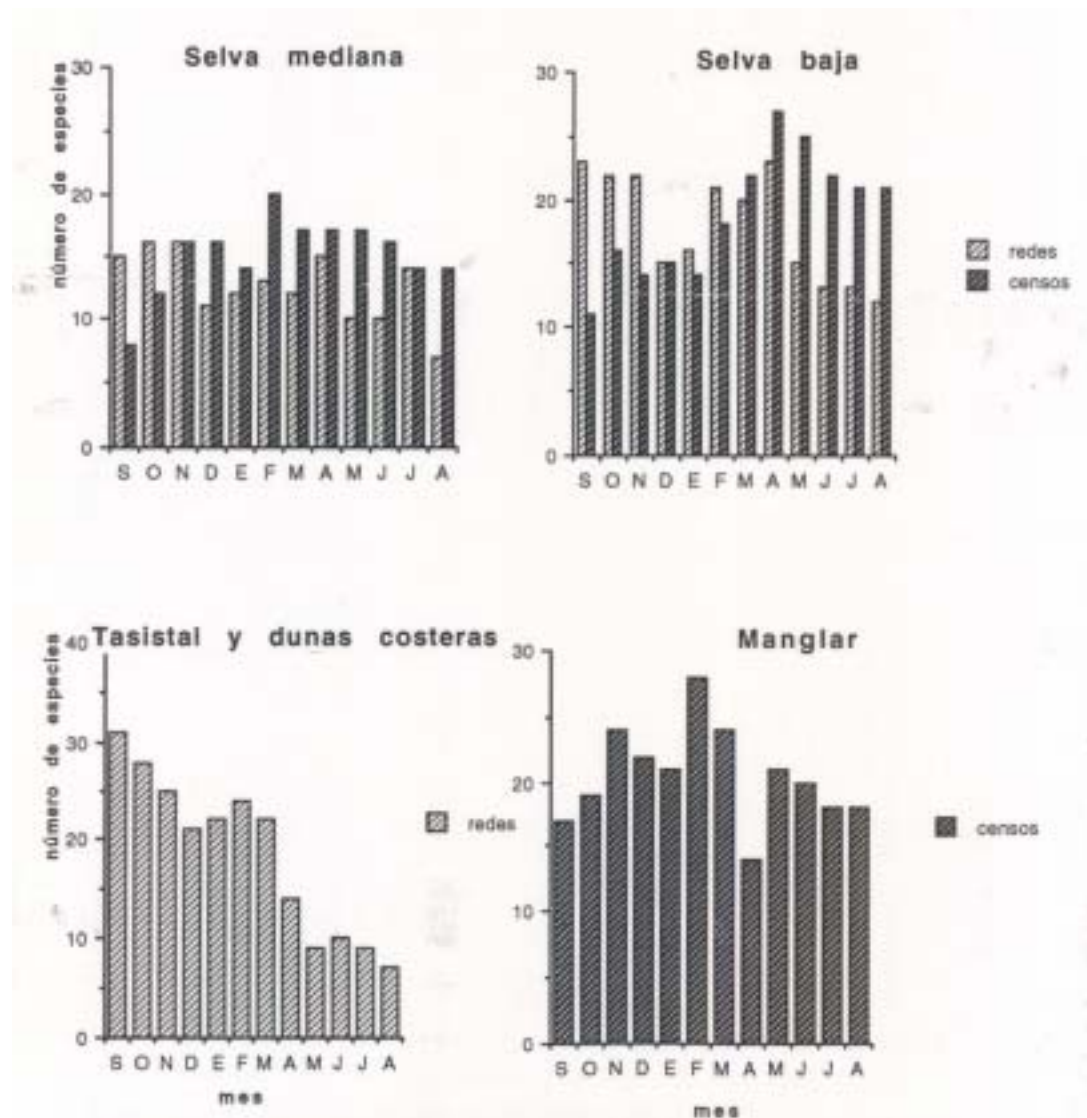 Selva mediana
número de especies
30
20
10
0
S O N D E F M A M J J A
Selva baja
30
20
10
0
S O N D E F M A M J J A
redes
censos
Tasistal y dunas costeras
número de especies
40
30
20
10
0
S O N D E F M A M J J A
mes
redes
Manglar
30
20
10
0
S O N D E F M A M J J A
mes
censos